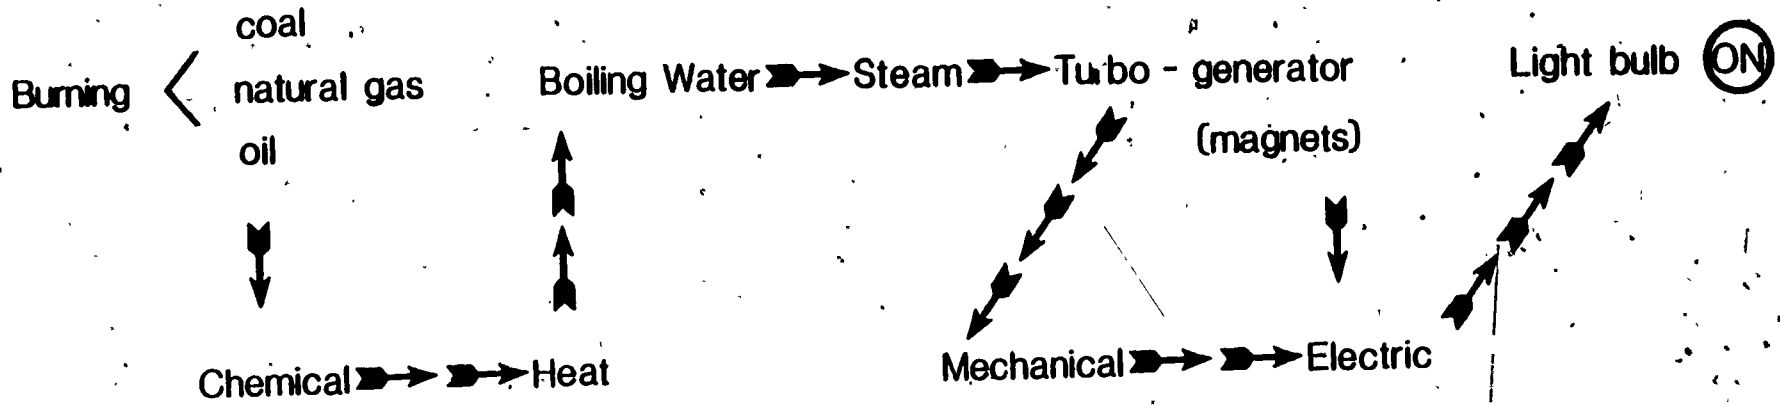 coal
Burning natural gas
oil
Boiling Water Steam Turbo - generator
(magnets)
Light bulb ON
Chemical Heat
Mechanical Electric